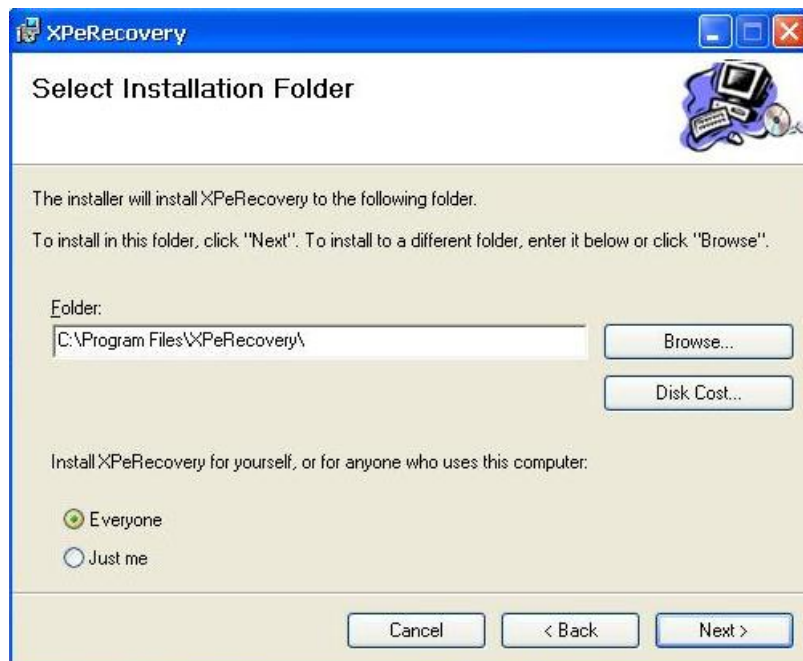 XPeRecovery
Select Installation Folder
The installer will install XPeRecovery to the following folder.
To install in this folder, click "Next". To install to a different folder, enter it below or click "Browse".
Folder:
C:\Program Files\XPeRecovery\
Browse...
Disk Cost...
Install XPeRecovery for yourself, or for anyone who uses this computer:
Everyone
Just me
Cancel
< Back
Next >